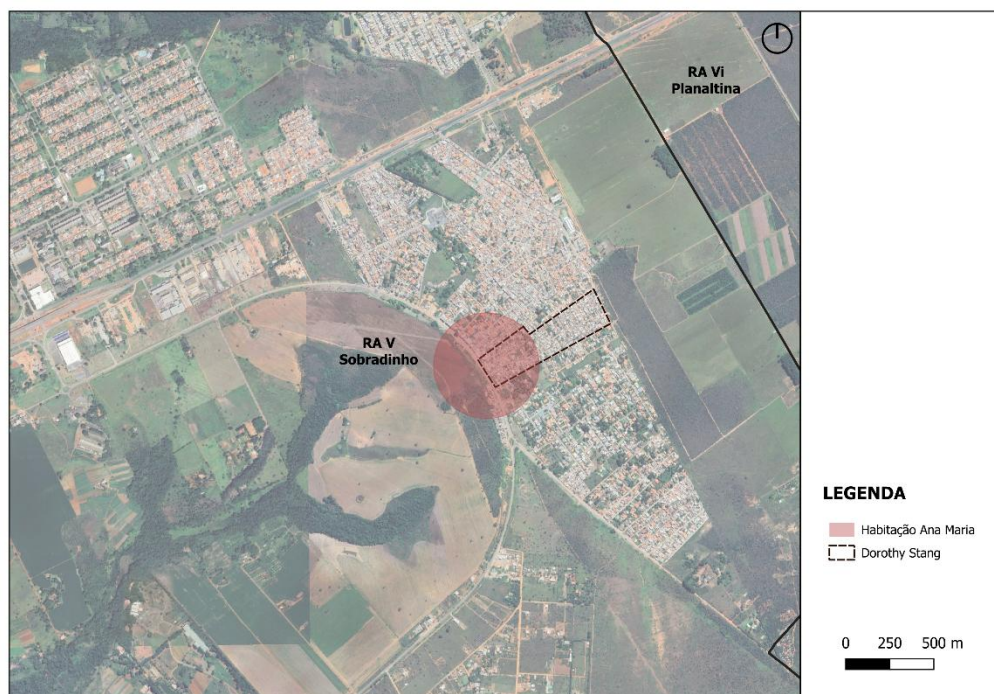 RA Vi
Planaltina
RA V
Sobradinho
LEGENDA
Habitação Ana Maria
Dorothy Stang
0 250 500 m